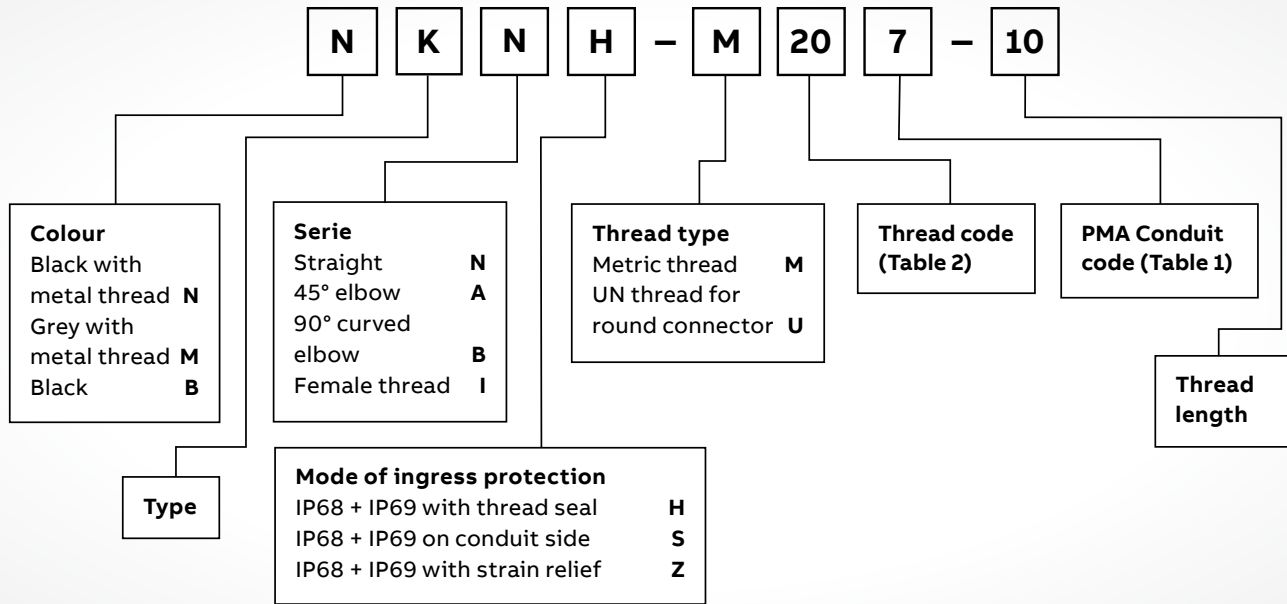 N K N H – M 20 7 – 10
Colour
Black with
metal thread N
Grey with
metal thread M
Black B
Serie
Straight N
45° elbow A
90° curved
elbow B
Female thread I
Thread type
Metric thread M
UN thread for
round connector U
Thread code
(Table 2)
PMA Conduit
code (Table 1)
Thread
length
Type
Mode of ingress protection
IP68 + IP69 with thread seal H
IP68 + IP69 on conduit side S
IP68 + IP69 with strain relief Z